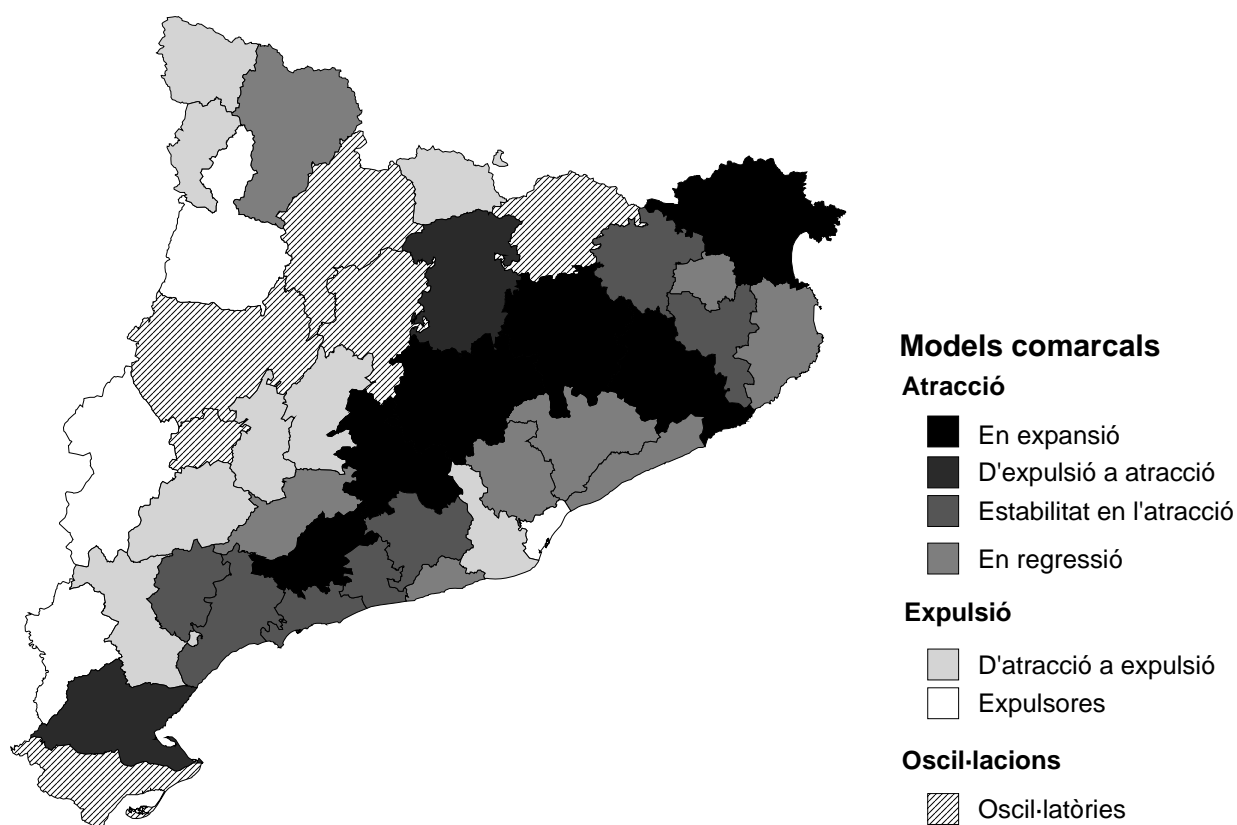 Models comarcals
Atracció
En expansió
D'expulsió a atracció
Estabilitat en l'atracció
En regressió
Expulsió
D'atracció a expulsió
Expulsores
Oscil·lacions
Oscil·latòries